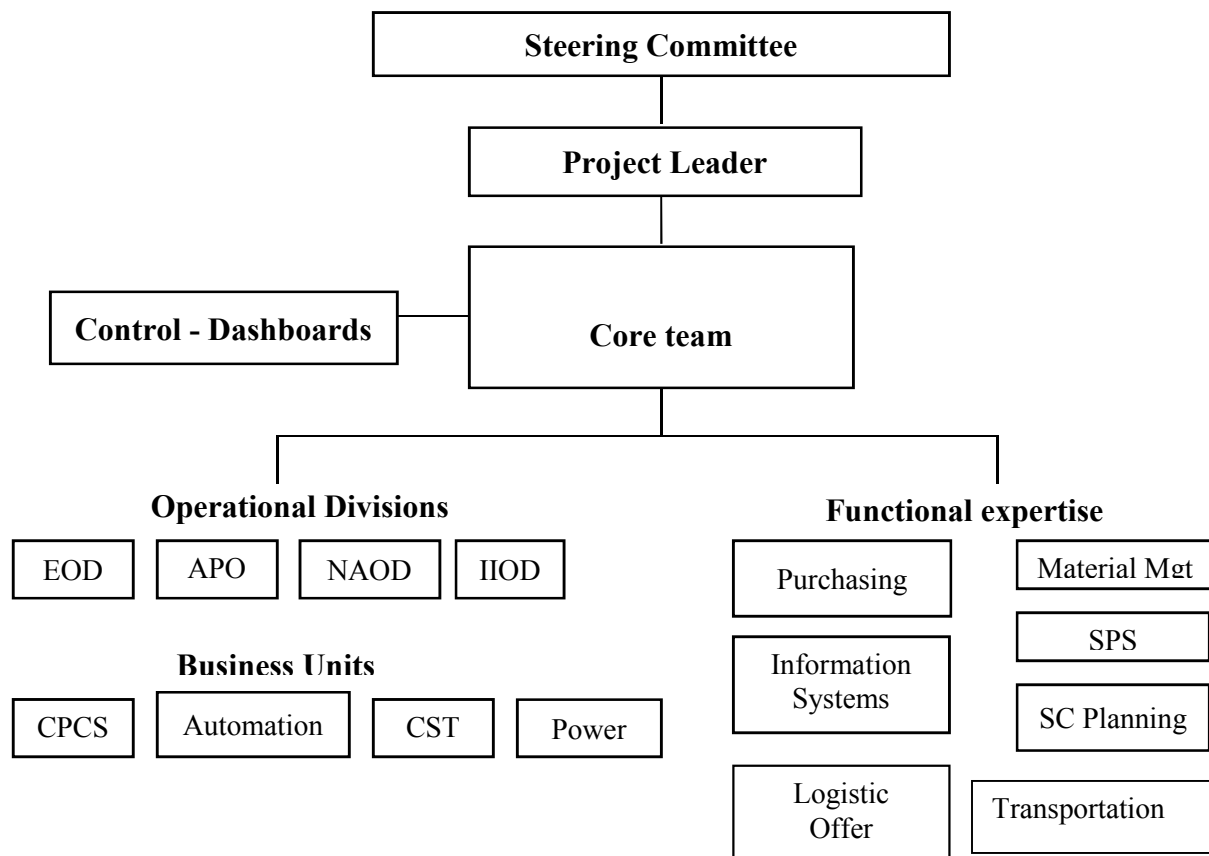 Steering Committee
Project Leader
Control - Dashboards
Core team
Operational Divisions
EOD
APO
NAOD
IIOD
Business Units
CPCS
Automation
CST
Power
Functional expertise
Purchasing
Material Mgt
Information
Systems
SPS
SC Planning
Logistic
Offer
Transportation